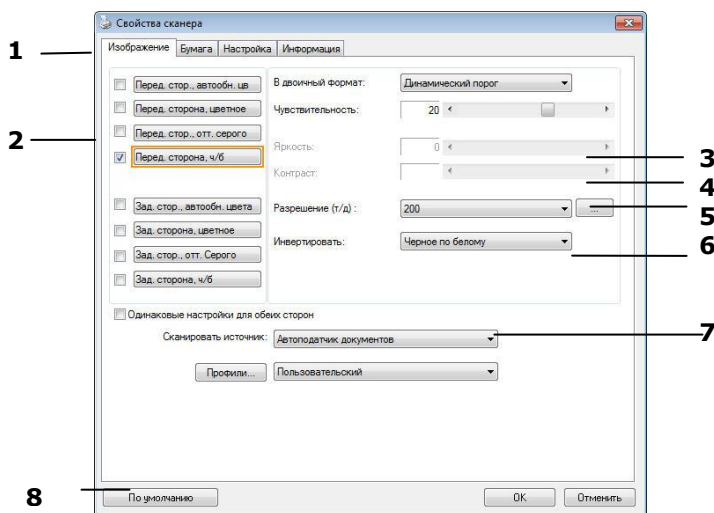 Свойства сканера
1
Изображение Бумага Настройка Информация
Перед. стор., автообн. цв
В двоичный формат: Динамический порог
Перед. сторона, цветное
Чувствительность: 20
2
Перед. стор., отт. серого
Перед. сторона, ч/б
Яркость: 0
3
Контраст:
4
Зад. стор., автообн. цвета
Разрешение (т/д) : 200 ...
5
Зад. сторона, цветное
Инвертировать: Черное по белому
6
Зад. стор., отт. Серого
Зад. сторона, ч/б
Одинаковые настройки для обеих сторон
Сканировать источник: Автоподатчик документов
7
Профили... Пользовательский
8
По умолчанию OK Отменить